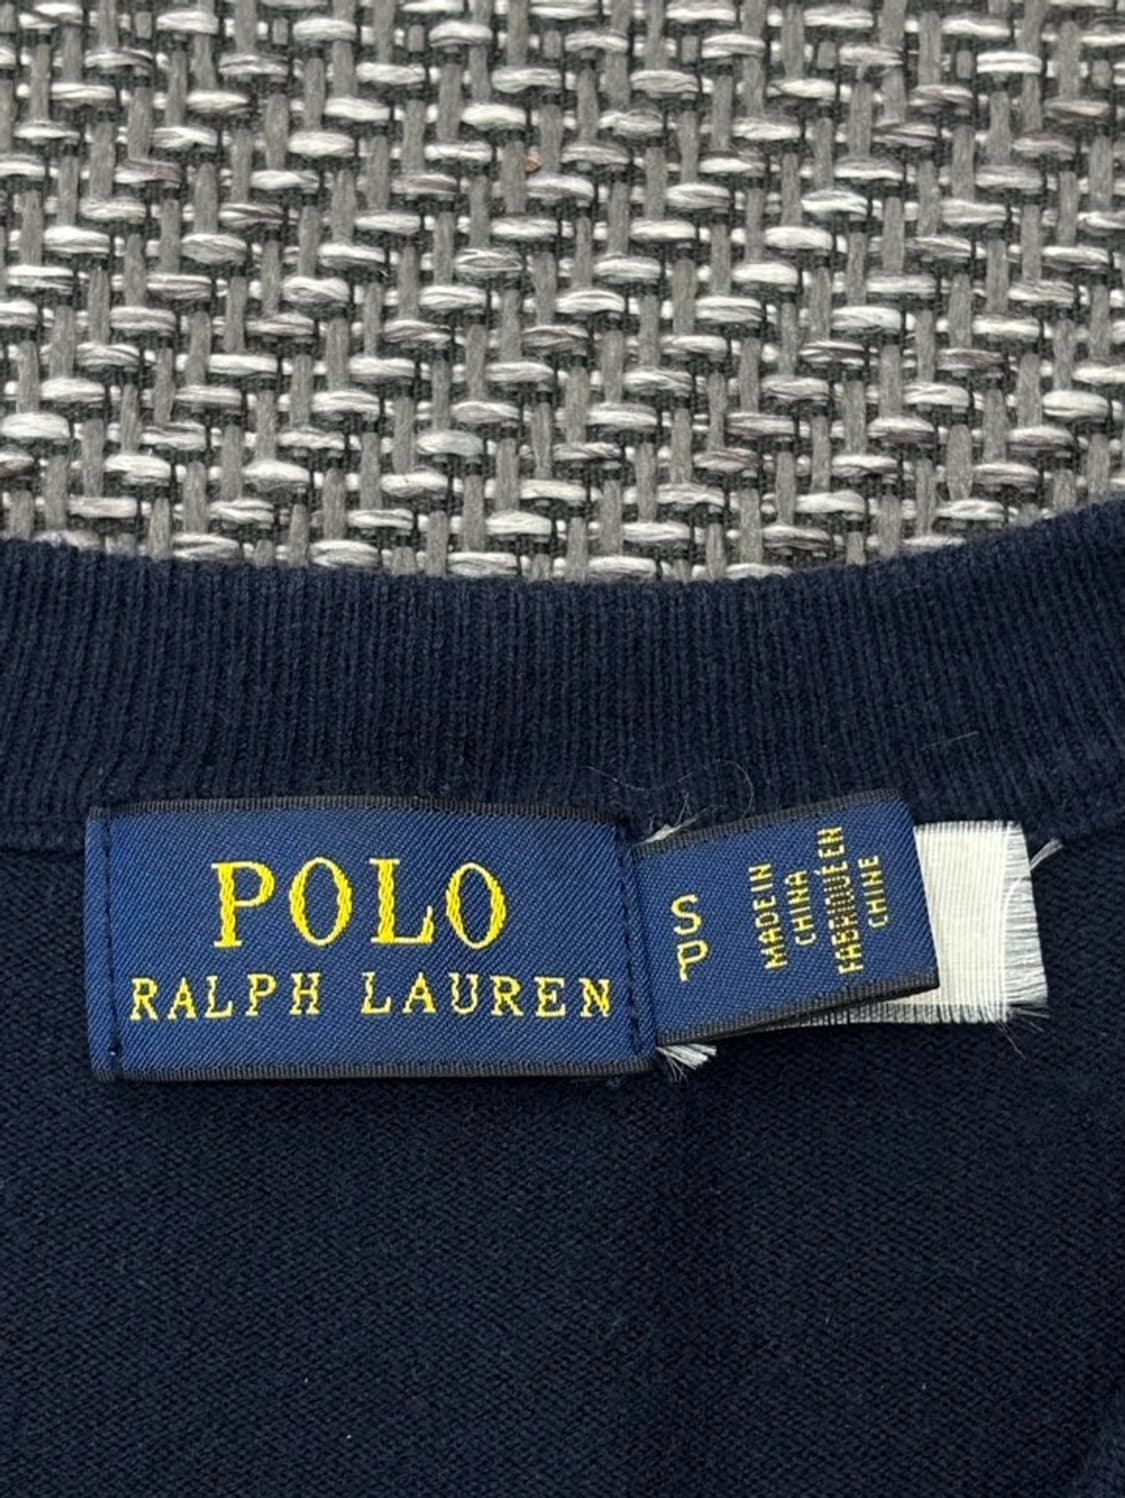 POLO
RALPH LAUREN
S
P
MADE IN
CHINA
FABRIQUÉ EN
CHINE